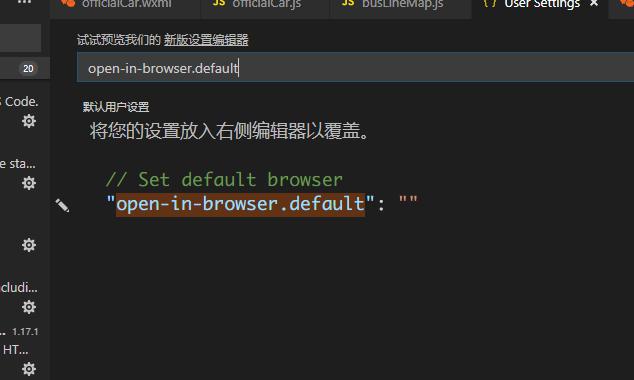 officialCar.wxml
JS officialCar.js
JS busLineMap.js
{ } User Settings ×
试试预览我们的 新版设置编辑器
20
open-in-browser.default
默认用户设置
S Code.
将您的设置放入右侧编辑器以覆盖。
e sta...
// Set default browser
"open-in-browser.default": ""
ncludi...
.. 1.17.1
HT...